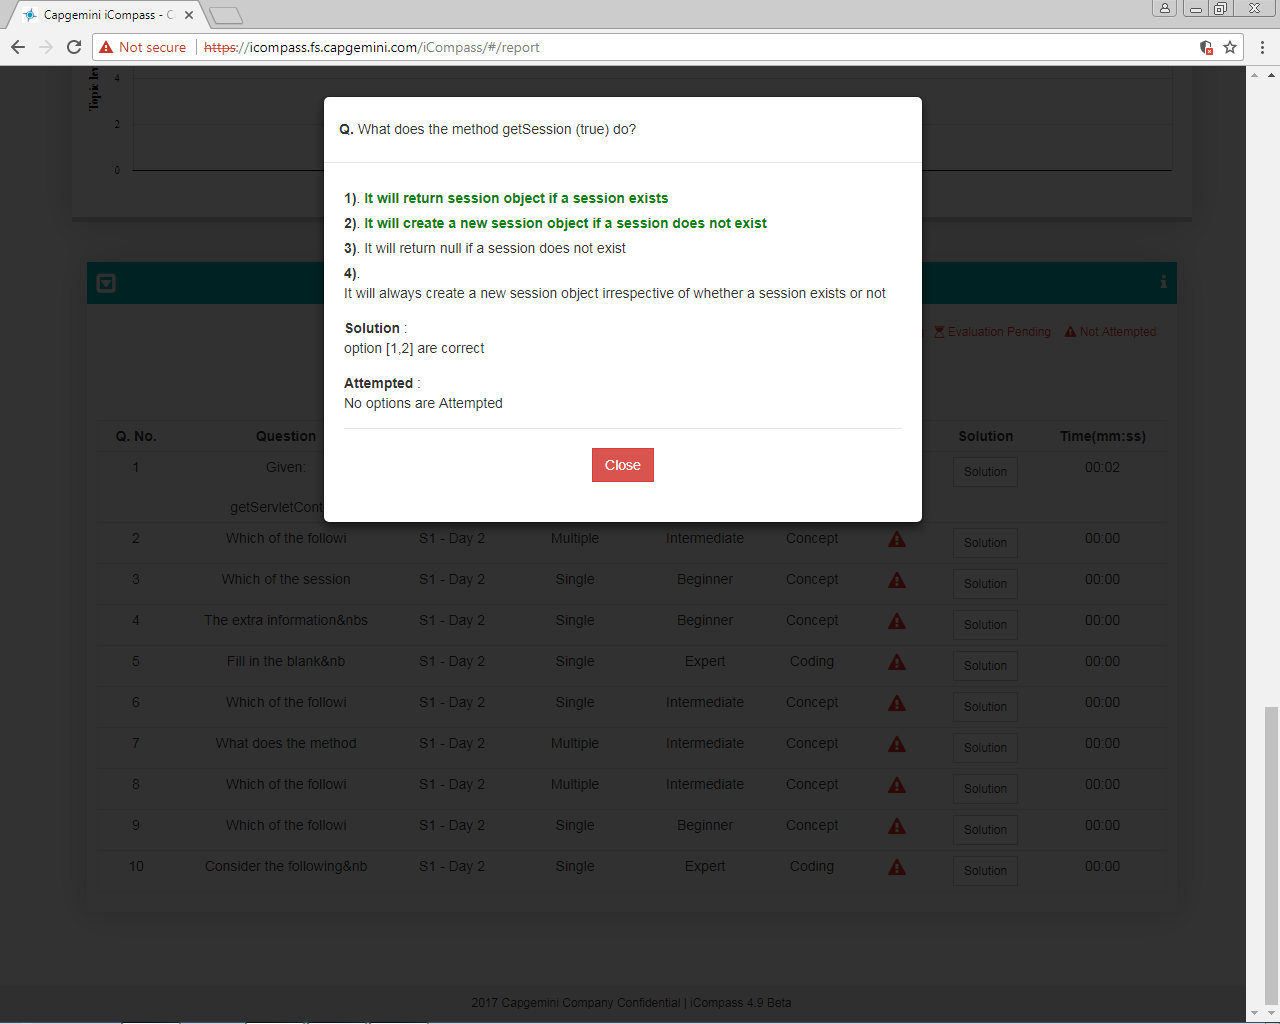 Capgemini iCompass - C
Not secure
https://icompass.fs.capgemini.com/iCompass/#/report
4
2
0
Q. What does the method getSession (true) do?
1). It will return session object if a session exists
2). It will create a new session object if a session does not exist
3). It will return null if a session does not exist
4).
It will always create a new session object irrespective of whether a session exists or not
Solution :
option [1,2] are correct
Attempted :
No options are Attempted
Close
Evaluation Pending Not Attempted
Q. No. Question Solution Time(mm:ss)
1 Given: Solution 00:02
getServletCont
2 Which of the followi S1 - Day 2 Multiple Intermediate Concept Solution 00:00
3 Which of the session S1 - Day 2 Single Beginner Concept Solution 00:00
4 The extra information&nbs S1 - Day 2 Single Beginner Concept Solution 00:00
5 Fill in the blank&nb S1 - Day 2 Single Expert Coding Solution 00:00
6 Which of the followi S1 - Day 2 Single Intermediate Concept Solution 00:00
7 What does the method S1 - Day 2 Multiple Intermediate Concept Solution 00:00
8 Which of the followi S1 - Day 2 Multiple Intermediate Concept Solution 00:00
9 Which of the followi S1 - Day 2 Single Beginner Concept Solution 00:00
10 Consider the following&nb S1 - Day 2 Single Expert Coding Solution 00:00
2017 Capgemini Company Confidential | iCompass 4.9 Beta